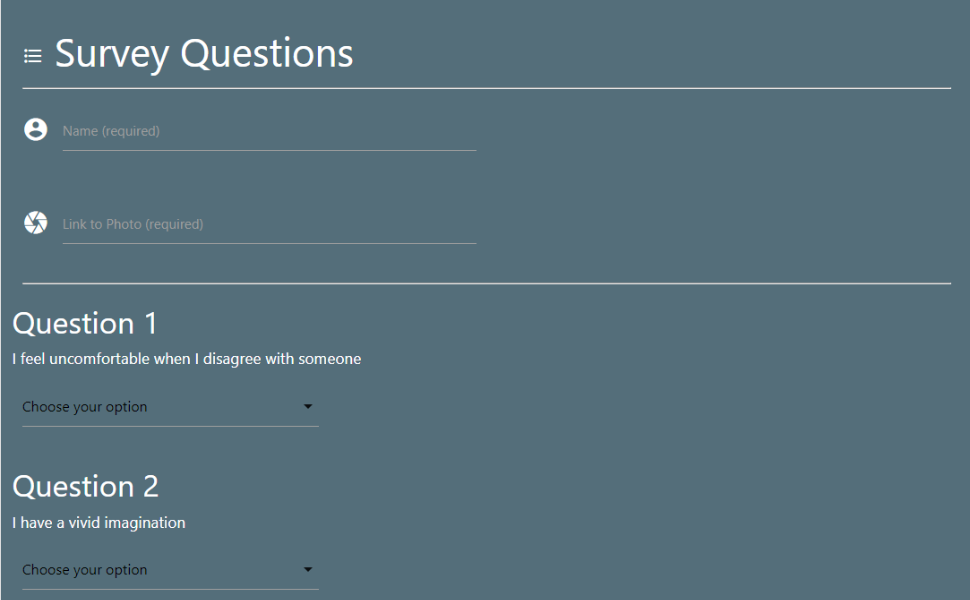 Survey Questions
Name (required)
Link to Photo (required)
Question 1
I feel uncomfortable when I disagree with someone
Choose your option
Question 2
I have a vivid imagination
Choose your option